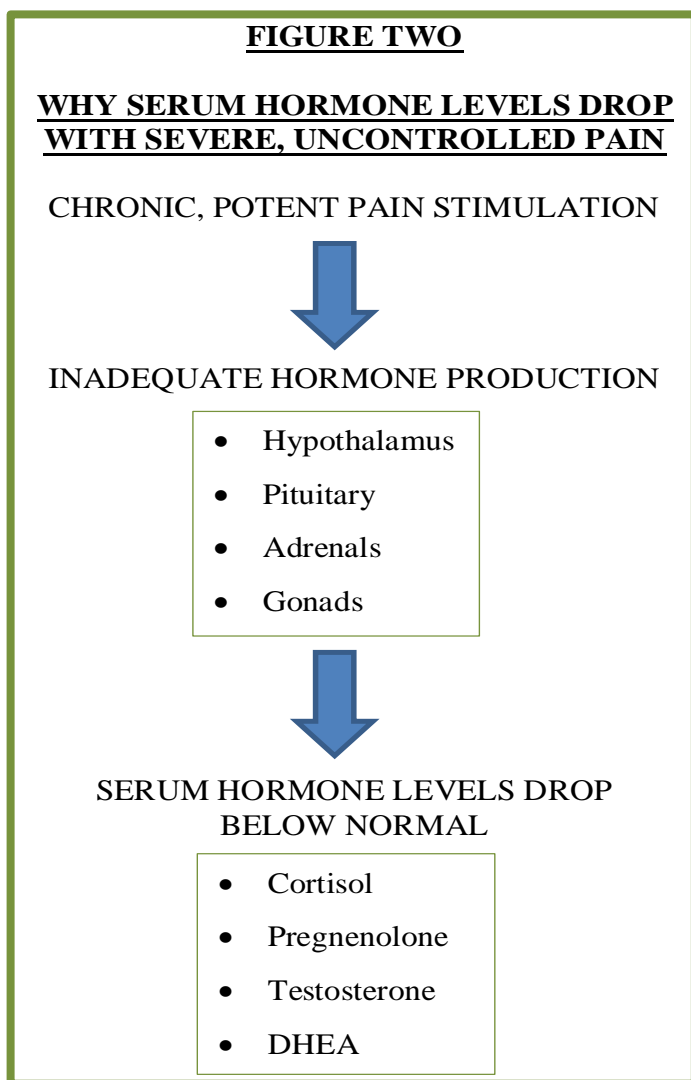 FIGURE TWO
WHY SERUM HORMONE LEVELS DROP
WITH SEVERE, UNCONTROLLED PAIN
CHRONIC, POTENT PAIN STIMULATION
INADEQUATE HORMONE PRODUCTION
• Hypothalamus
• Pituitary
• Adrenals
• Gonads
SERUM HORMONE LEVELS DROP
BELOW NORMAL
• Cortisol
• Pregnenolone
• Testosterone
• DHEA